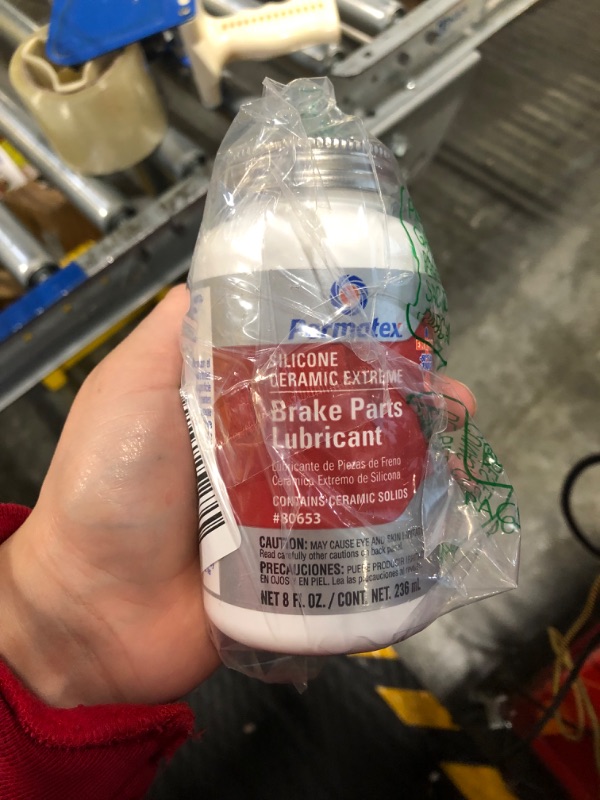 Permatex
SILICONE
CERAMIC EXTREME
Brake Parts
Lubricant
Lubricante de Piezas de Freno
Cerámico Extremo de Silicona
CONTAINS CERAMIC SOLIDS
#80653
CAUTION: MAY CAUSE EYE AND SKIN
Read carefully other cautions on back panel.
PRECAUCIONES: PUEDE PRODUCIR
EN OJOS Y EN PIEL. Lea las precauciones
NET 8 FL. OZ. / CONT. NET. 236 mL